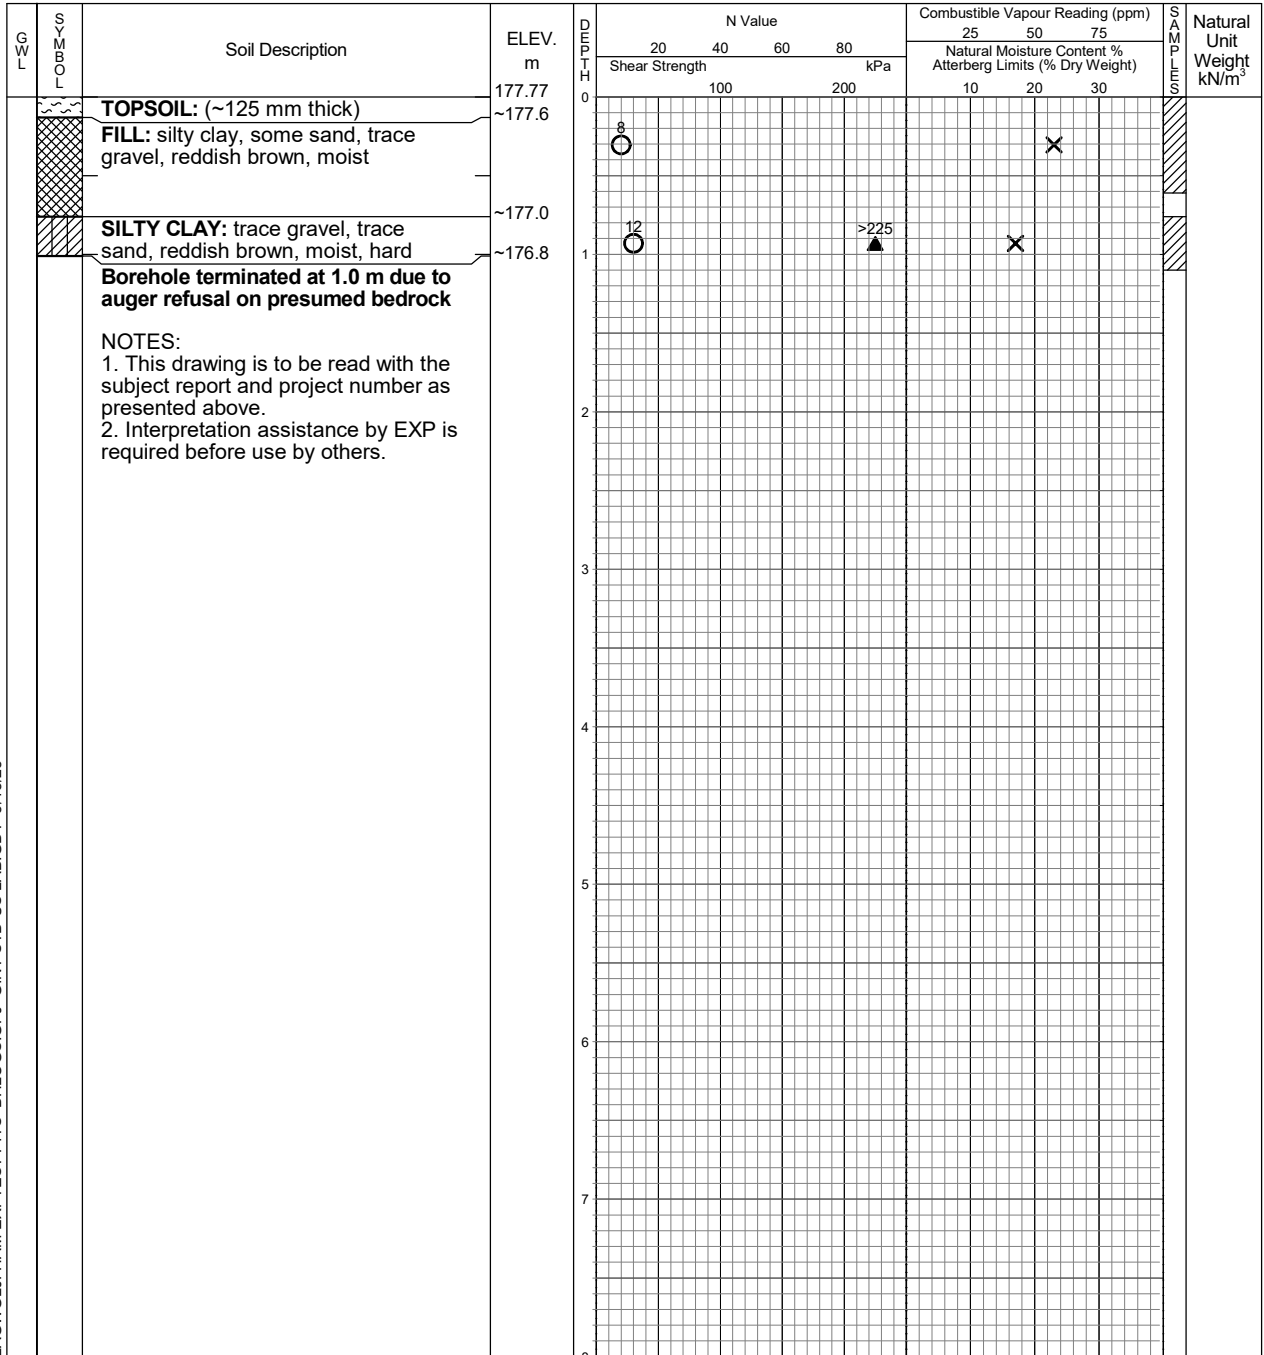 GWL
SYMBOL
Soil Description
ELEV.
m
DEPTH
N Value
20 40 60 80
Shear Strength kPa
100 200
Combustible Vapour Reading (ppm)
25 50 75
Natural Moisture Content %
Atterberg Limits (% Dry Weight)
10 20 30
SAMPLES
Natural
Unit
Weight
kN/m³
177.77
0
TOPSOIL: (~125 mm thick)
~177.6
FILL: silty clay, some sand, trace
gravel, reddish brown, moist
8
~177.0
SILTY CLAY: trace gravel, trace
sand, reddish brown, moist, hard
12
>225
~176.8
1
Borehole terminated at 1.0 m due to
auger refusal on presumed bedrock
NOTES:
1. This drawing is to be read with the
subject report and project number as
presented above.
2. Interpretation assistance by EXP is
required before use by others.
2
3
4
5
6
7